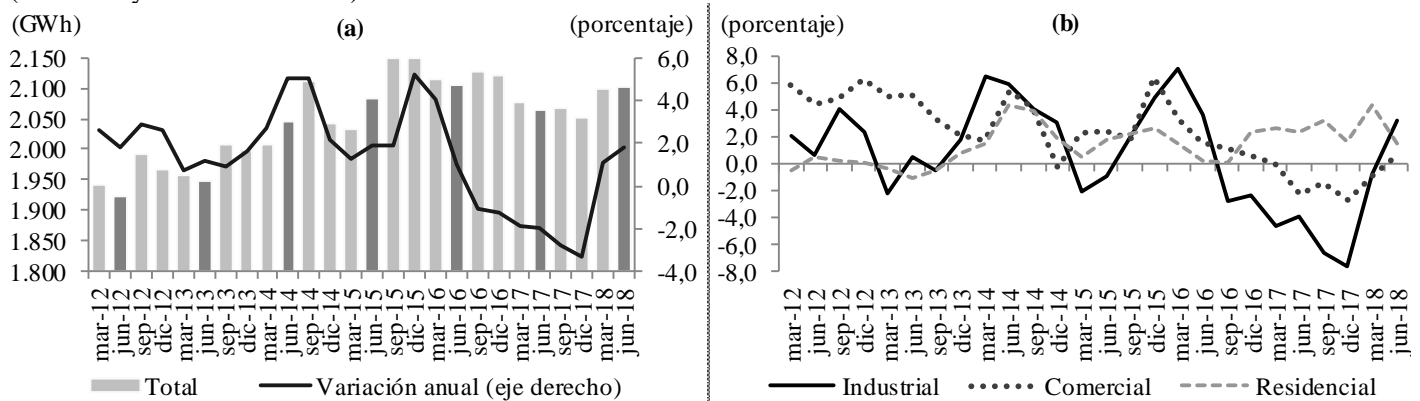 (GWh) (a) (porcentaje)
2.150 6,0
2.100 4,0
2.050
2.000 2,0
1.950 0,0
1.900 -2,0
1.850
1.800 -4,0
mar-12
jun-12
sep-12
dic-12
mar-13
jun-13
sep-13
dic-13
mar-14
jun-14
sep-14
dic-14
mar-15
jun-15
sep-15
dic-15
mar-16
jun-16
sep-16
dic-16
mar-17
jun-17
sep-17
dic-17
mar-18
jun-18
Total Variación anual (eje derecho)
(porcentaje) (b)
8,0
6,0
4,0
2,0
0,0
-2,0
-4,0
-6,0
-8,0
mar-12
jun-12
sep-12
dic-12
mar-13
jun-13
sep-13
dic-13
mar-14
jun-14
sep-14
dic-14
mar-15
jun-15
sep-15
dic-15
mar-16
jun-16
sep-16
dic-16
mar-17
jun-17
sep-17
dic-17
mar-18
jun-18
Industrial Comercial Residencial